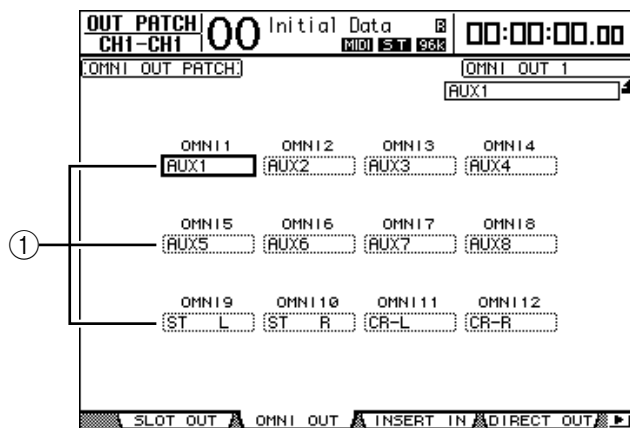 OUT PATCH 00 Initial Data R 00:00:00.00
CH1-CH1 MIDI ST 96k
OMNI OUT PATCH OMNI OUT 1
AUX1
OMNI1 OMNI2 OMNI3 OMNI4
AUX1 AUX2 AUX3 AUX4
① OMNI5 OMNI6 OMNI7 OMNI8
AUX5 AUX6 AUX7 AUX8
OMNI9 OMNI10 OMNI11 OMNI12
ST L ST R CR-L CR-R
SLOT OUT OMNI OUT INSERT IN DIRECT OUT